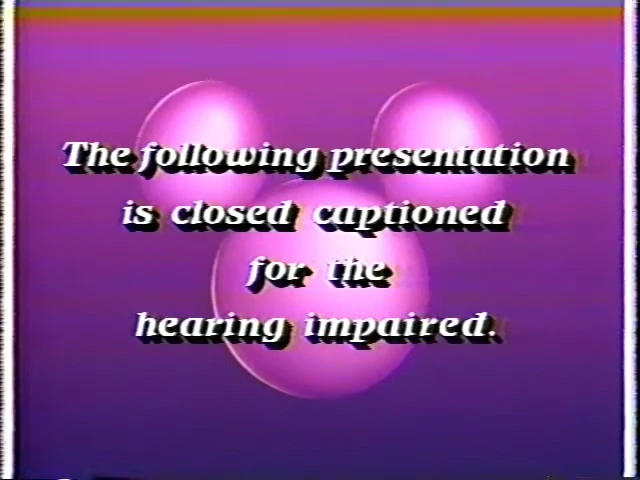 The following presentation
is closed captioned
for the
hearing impaired.